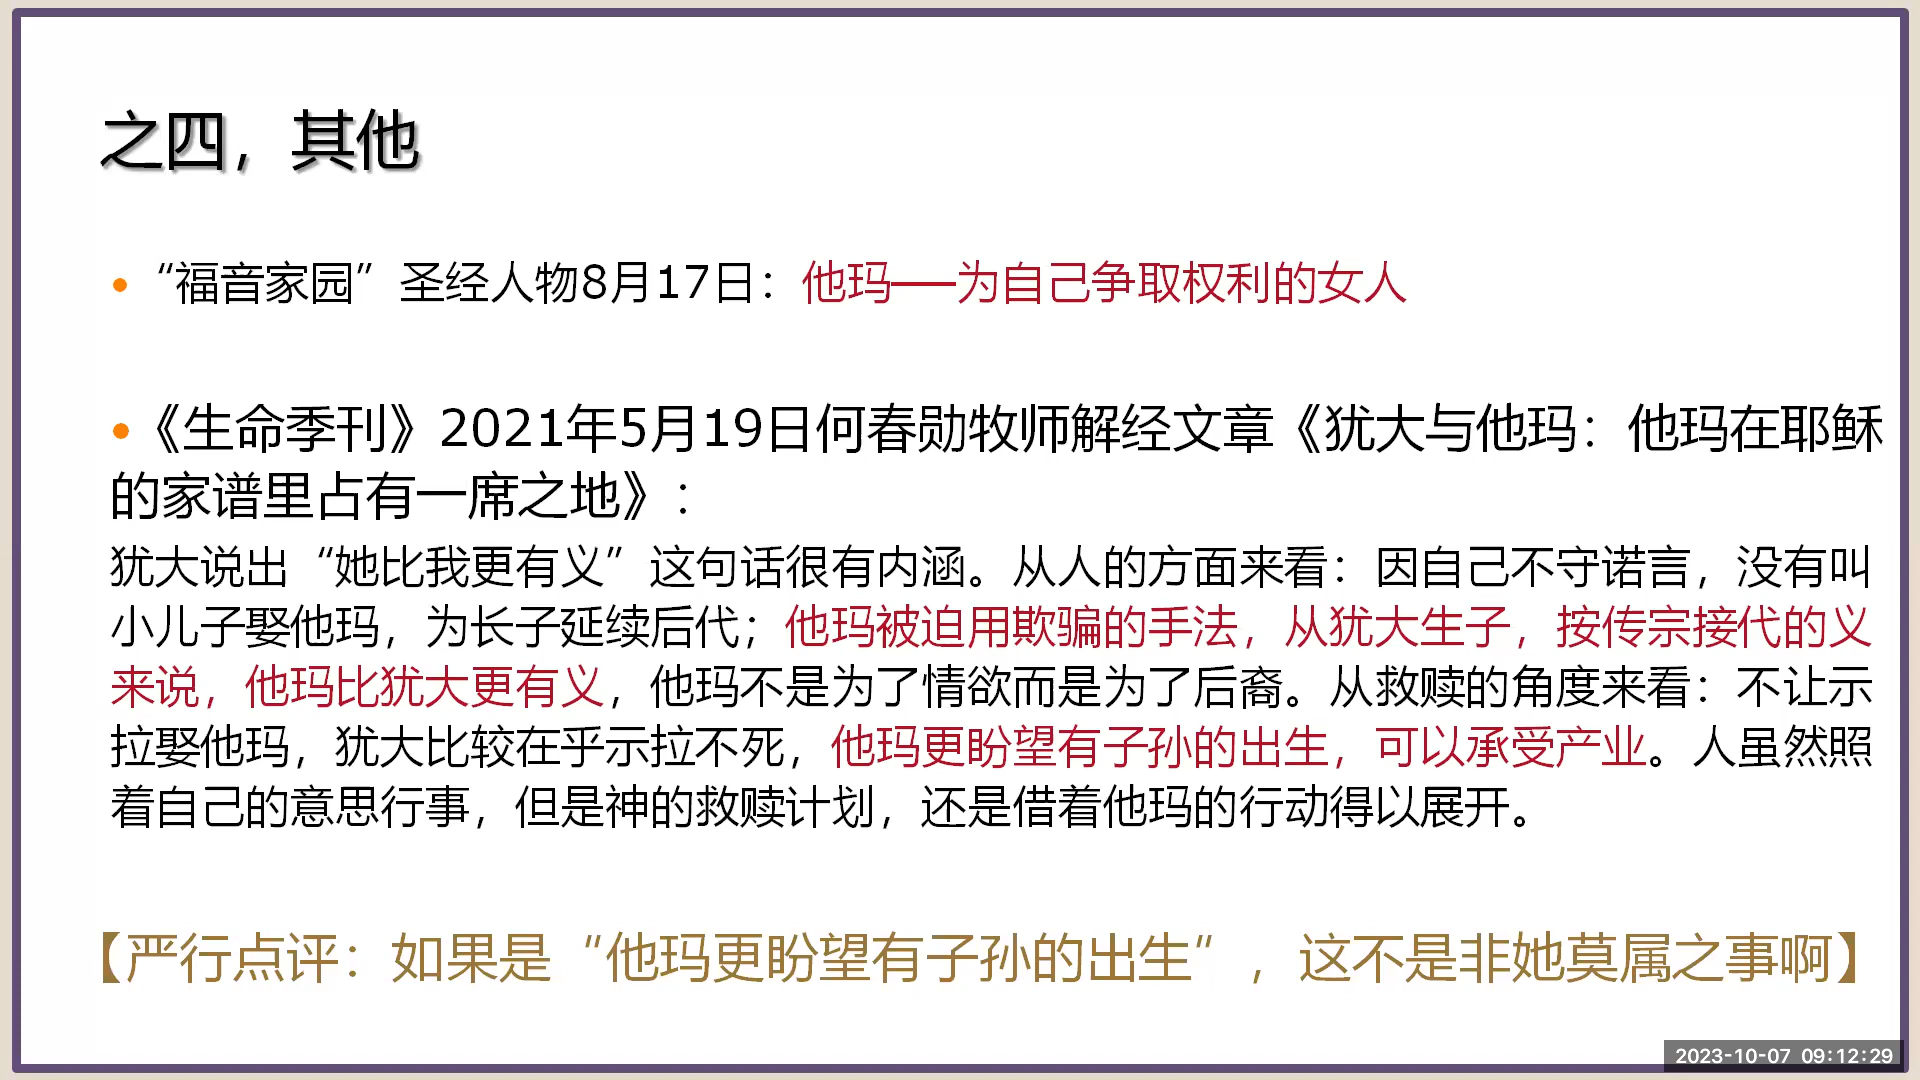 之四，其他
• “福音家园”圣经人物8月17日：他玛——为自己争取权利的女人
•《生命季刊》2021年5月19日何春勋牧师解经文章《犹大与他玛：他玛在耶稣
的家谱里占有一席之地》：
犹大说出“她比我更有义”这句话很有内涵。从人的方面来看：因自己不守诺言，没有叫
小儿子娶他玛，为长子延续后代；他玛被迫用欺骗的手法，从犹大生子，按传宗接代的义
来说，他玛比犹大更有义，他玛不是为了情欲而是为了后裔。从救赎的角度来看：不让示
拉娶他玛，犹大比较在乎示拉不死，他玛更盼望有子孙的出生，可以承受产业。人虽然照
着自己的意思行事，但是神的救赎计划，还是借着他玛的行动得以展开。
【严行点评：如果是“他玛更盼望有子孙的出生”，这不是非她莫属之事啊】
2023-10-07 09:12:29